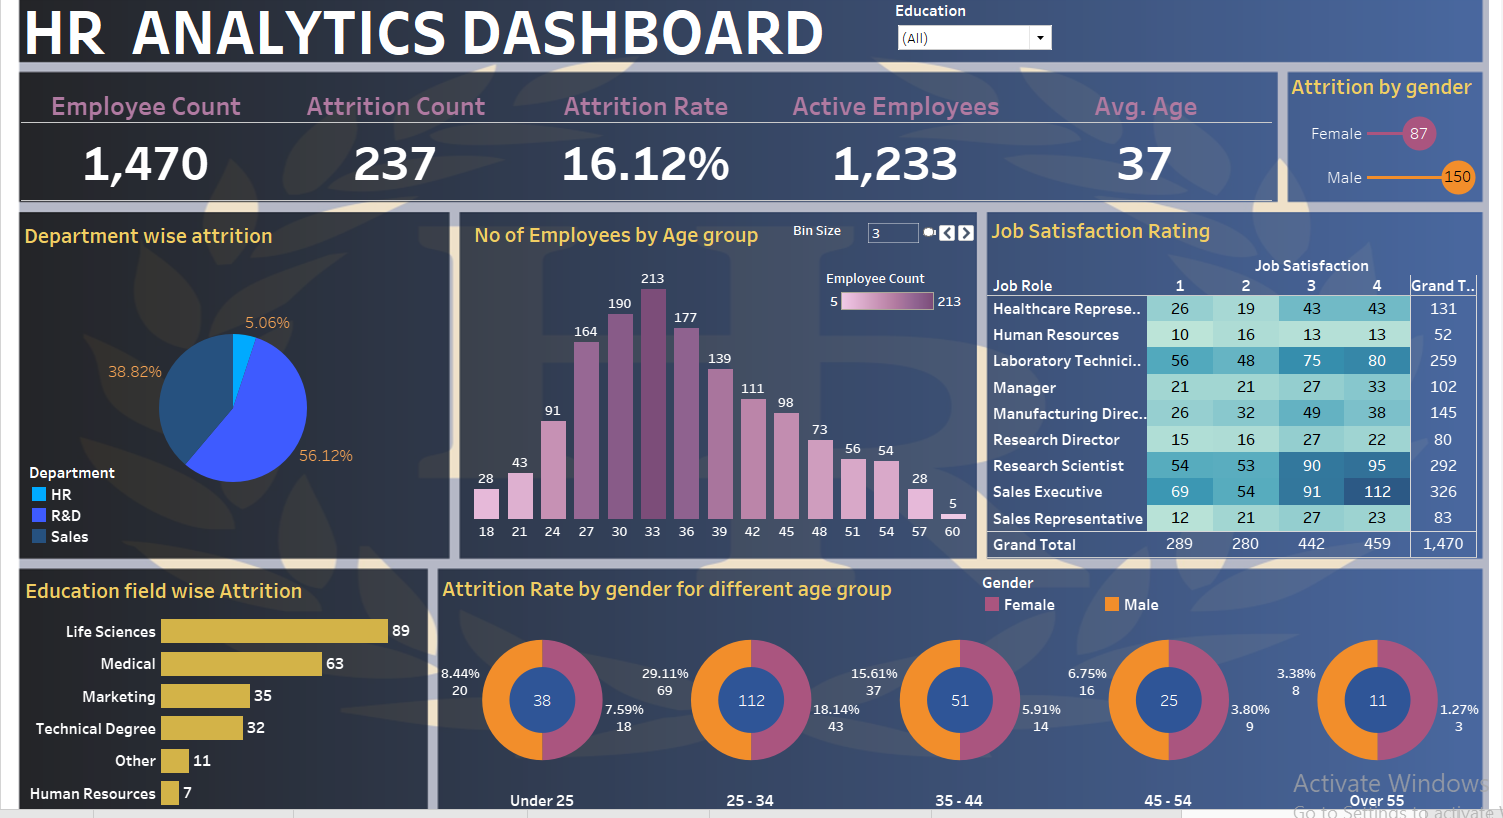 HR ANALYTICS DASHBOARD
Education
(All)
Employee Count
Attrition Count
Attrition Rate
Active Employees
Avg. Age
1,470
237
16.12%
1,233
37
Attrition by gender
Female 87
Male 150
Department wise attrition
5.06%
38.82%
56.12%
Department
HR
R&D
Sales
No of Employees by Age group
Bin Size
3
Employee Count
5 213
28 43 91 164 190 213 177 139 111 98 73 56 54 28 5
18 21 24 27 30 33 36 39 42 45 48 51 54 57 60
Job Satisfaction Rating
Job Satisfaction
Job Role 1 2 3 4 Grand T..
Healthcare Represe.. 26 19 43 43 131
Human Resources 10 16 13 13 52
Laboratory Technici.. 56 48 75 80 259
Manager 21 21 27 33 102
Manufacturing Direc.. 26 32 49 38 145
Research Director 15 16 27 22 80
Research Scientist 54 53 90 95 292
Sales Executive 69 54 91 112 326
Sales Representative 12 21 27 23 83
Grand Total 289 280 442 459 1,470
Education field wise Attrition
Life Sciences 89
Medical 63
Marketing 35
Technical Degree 32
Other 11
Human Resources 7
Attrition Rate by gender for different age group
Gender
Female
Male
8.44%
20
38
7.59%
18
Under 25
29.11%
69
112
18.14%
43
25 - 34
15.61%
37
51
5.91%
14
35 - 44
6.75%
16
25
3.80%
9
45 - 54
3.38%
8
11
1.27%
3
Over 55
Activate Windows
Go to Settings to activate